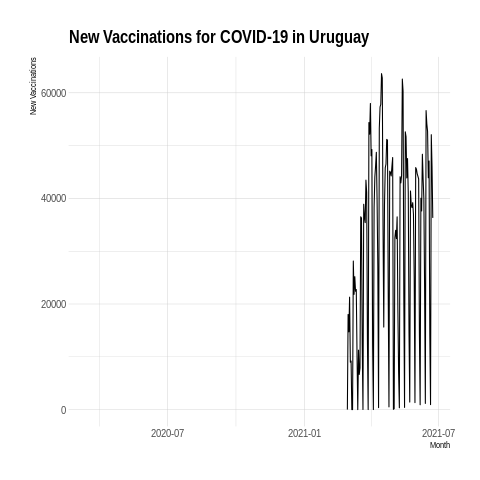 New Vaccinations for COVID-19 in Uruguay
New Vaccinations
60000
40000
20000
0
2020-07
2021-01
2021-07
Month